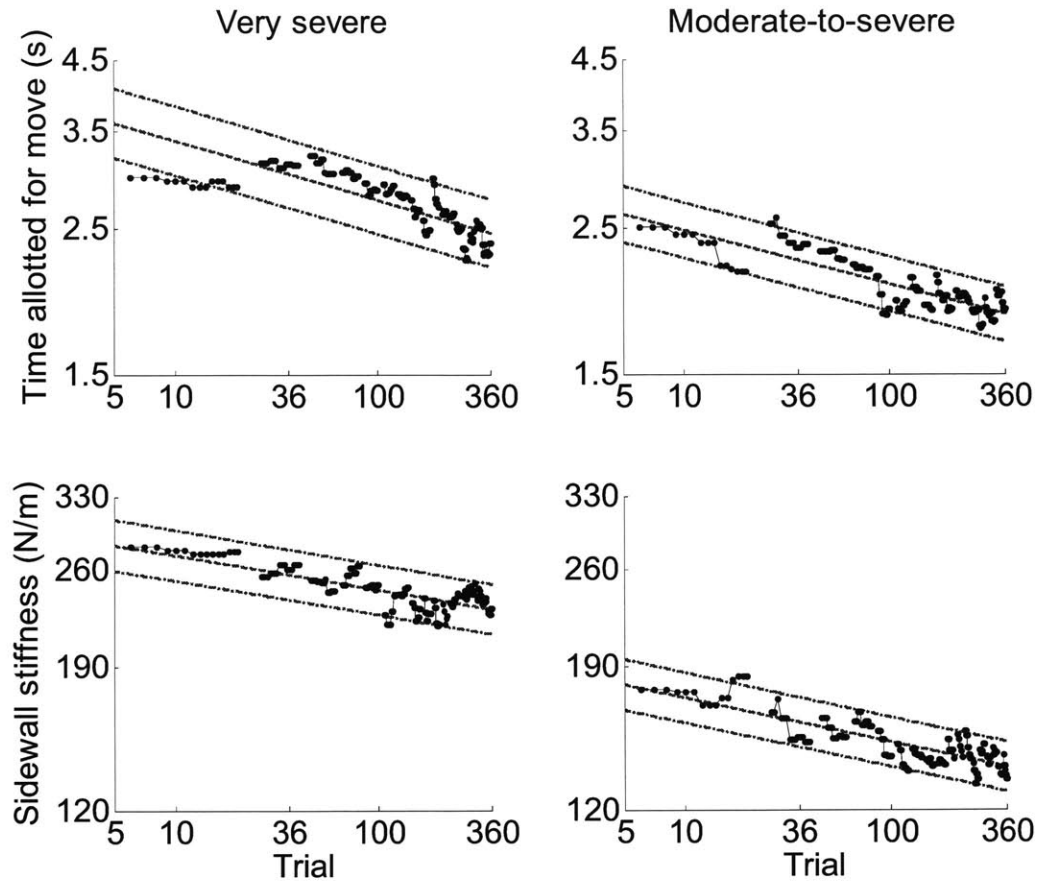 Very severe
Moderate-to-severe
Time allotted for move (s)
4.5
3.5
2.5
1.5
5 10 36 100 360
4.5
3.5
2.5
1.5
5 10 36 100 360
Sidewall stiffness (N/m)
330
260
190
120
5 10 36 100 360
Trial
330
260
190
120
5 10 36 100 360
Trial